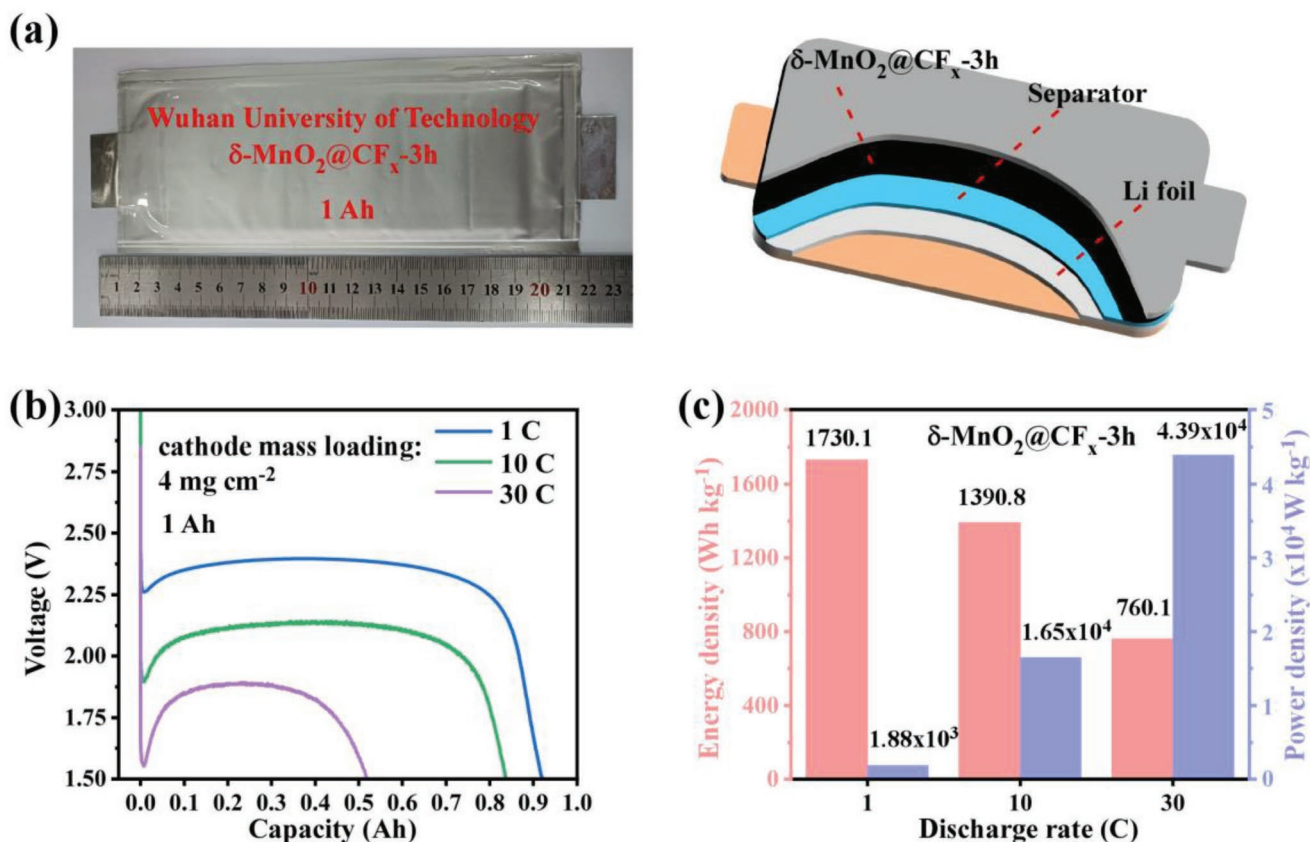 (a)
Wuhan University of Technology
δ-MnO₂@CFₓ-3h
1 Ah
1 2 3 4 5 6 7 8 9 10 11 12 13 14 15 16 17 18 19 20 21 22 23
δ-MnO₂@CFₓ-3h
Separator
Li foil
(b)
cathode mass loading:
4 mg cm⁻²
1 Ah
1 C
10 C
30 C
3.00
2.75
2.50
2.25
2.00
1.75
1.50
Voltage (V)
0.0 0.1 0.2 0.3 0.4 0.5 0.6 0.7 0.8 0.9 1.0
Capacity (Ah)
(c)
δ-MnO₂@CFₓ-3h
2000
1600
1200
800
400
0
Energy density (Wh kg⁻¹)
1730.1
1.88x10³
1390.8
1.65x10⁴
760.1
4.39x10⁴
5
4
3
2
1
0
Power density (x10⁴ W kg⁻¹)
1 10 30
Discharge rate (C)